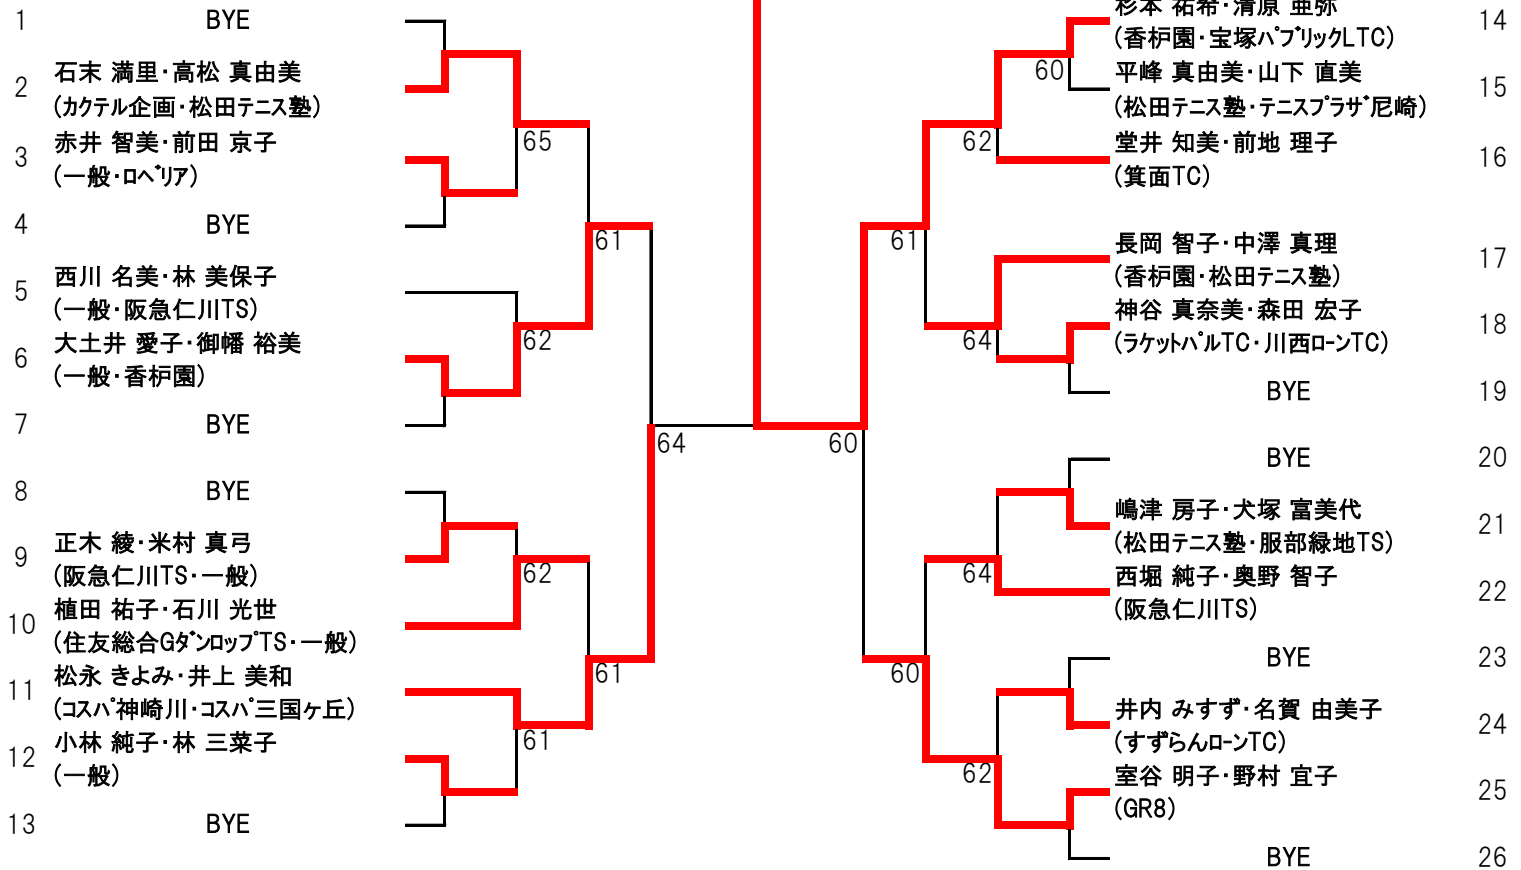 1 BYE
2 石末 満里・高松 真由美
(カクテル企画・松田テニス塾)
3 赤井 智美・前田 京子
(一般・ロベリア)
4 BYE
5 西川 名美・林 美保子
(一般・阪急仁川TS)
6 大土井 愛子・御幡 裕美
(一般・香枦園)
7 BYE
8 BYE
9 正木 綾・米村 真弓
(阪急仁川TS・一般)
10 植田 祐子・石川 光世
(住友総合GダンロップTS・一般)
11 松永 きよみ・井上 美和
(コスパ神崎川・コスパ三国ヶ丘)
12 小林 純子・林 三菜子
(一般)
13 BYE
65
61
62
64
62
61
61
杉本 祐希・清原 亜弥 14
(香枦園・宝塚パブリックLTC)
平峰 真由美・山下 直美 15
(松田テニス塾・テニスプラザ尼崎)
堂井 知美・前地 理子 16
(箕面TC)
長岡 智子・中澤 真理 17
(香枦園・松田テニス塾)
神谷 真奈美・森田 宏子 18
(ラケットパルTC・川西ローンTC)
BYE 19
BYE 20
嶋津 房子・犬塚 富美代 21
(松田テニス塾・服部緑地TS)
西堀 純子・奥野 智子 22
(阪急仁川TS)
BYE 23
井内 みすず・名賀 由美子 24
(すずらんローンTC)
室谷 明子・野村 宜子 25
(GR8)
BYE 26
60
62
61
64
60
64
60
62